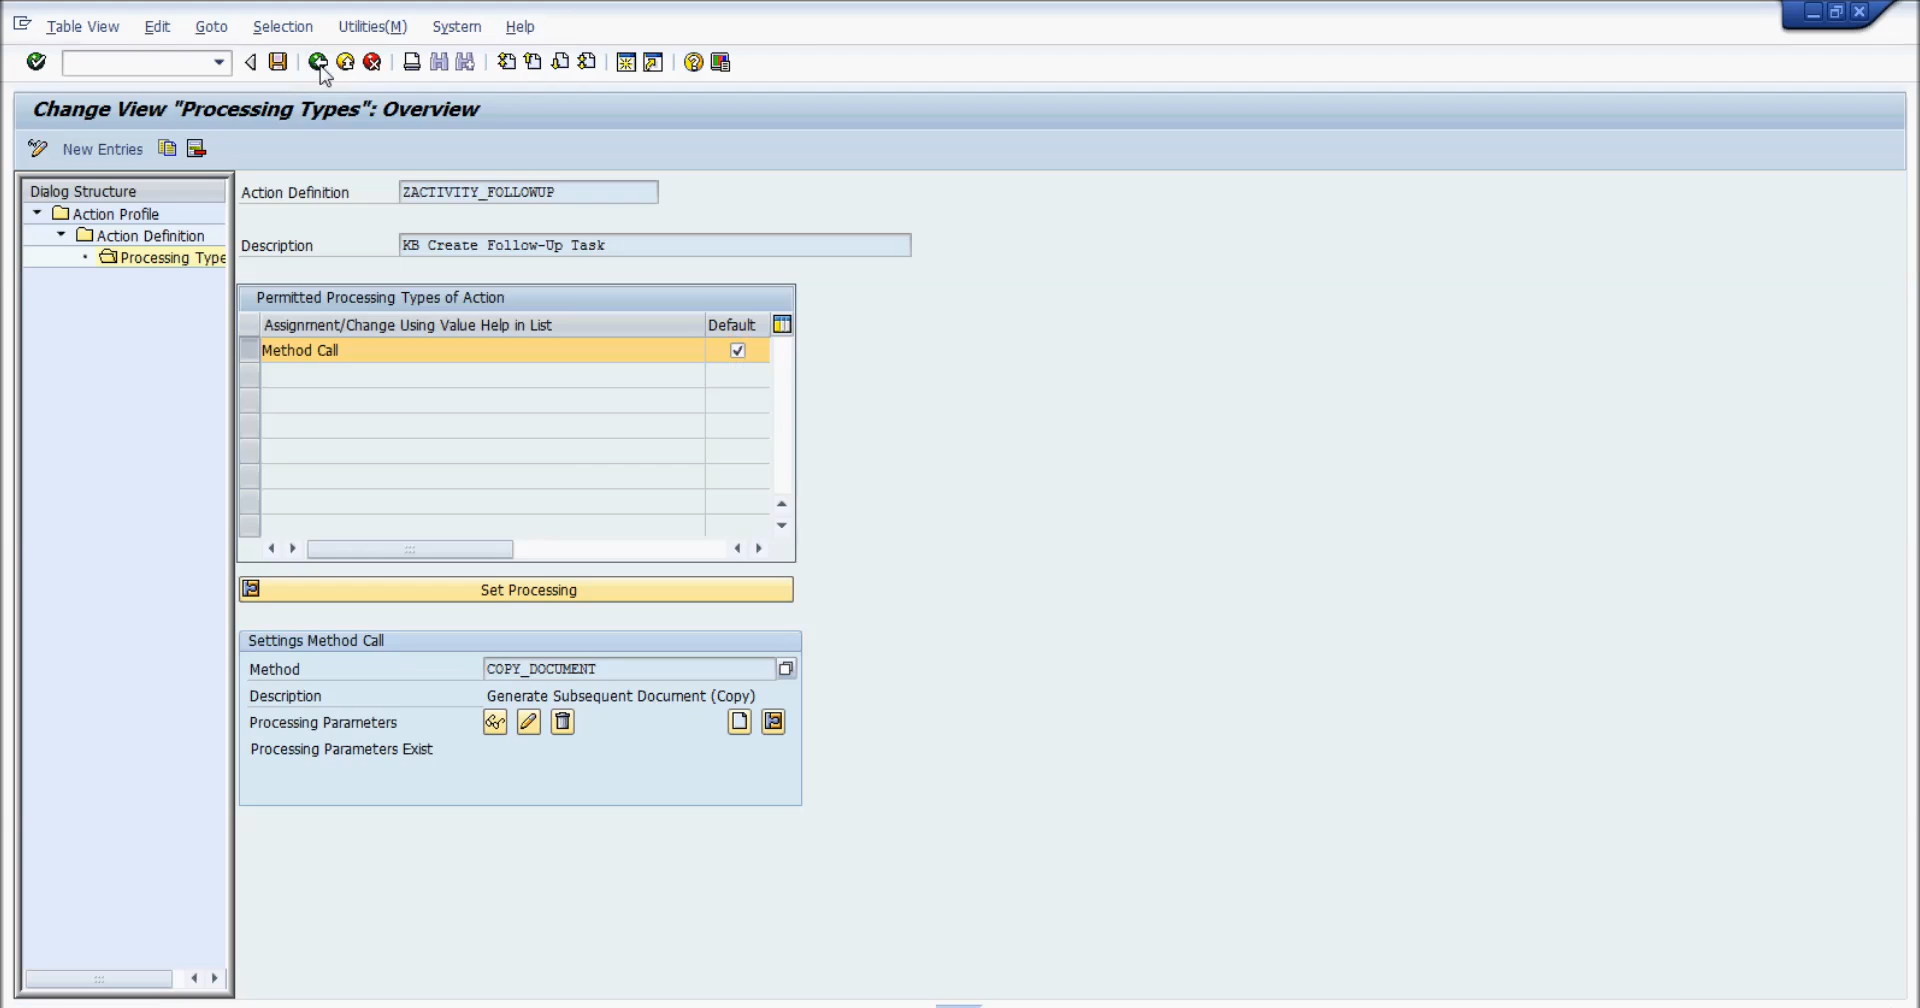 Table View Edit Goto Selection Utilities(M) System Help
Change View "Processing Types": Overview
New Entries
Dialog Structure
Action Profile
Action Definition
Processing Type
Action Definition ZACTIVITY_FOLLOWUP
Description KB Create Follow-Up Task
Permitted Processing Types of Action
Assignment/Change Using Value Help in List Default
Method Call
Set Processing
Settings Method Call
Method COPY_DOCUMENT
Description Generate Subsequent Document (Copy)
Processing Parameters
Processing Parameters Exist